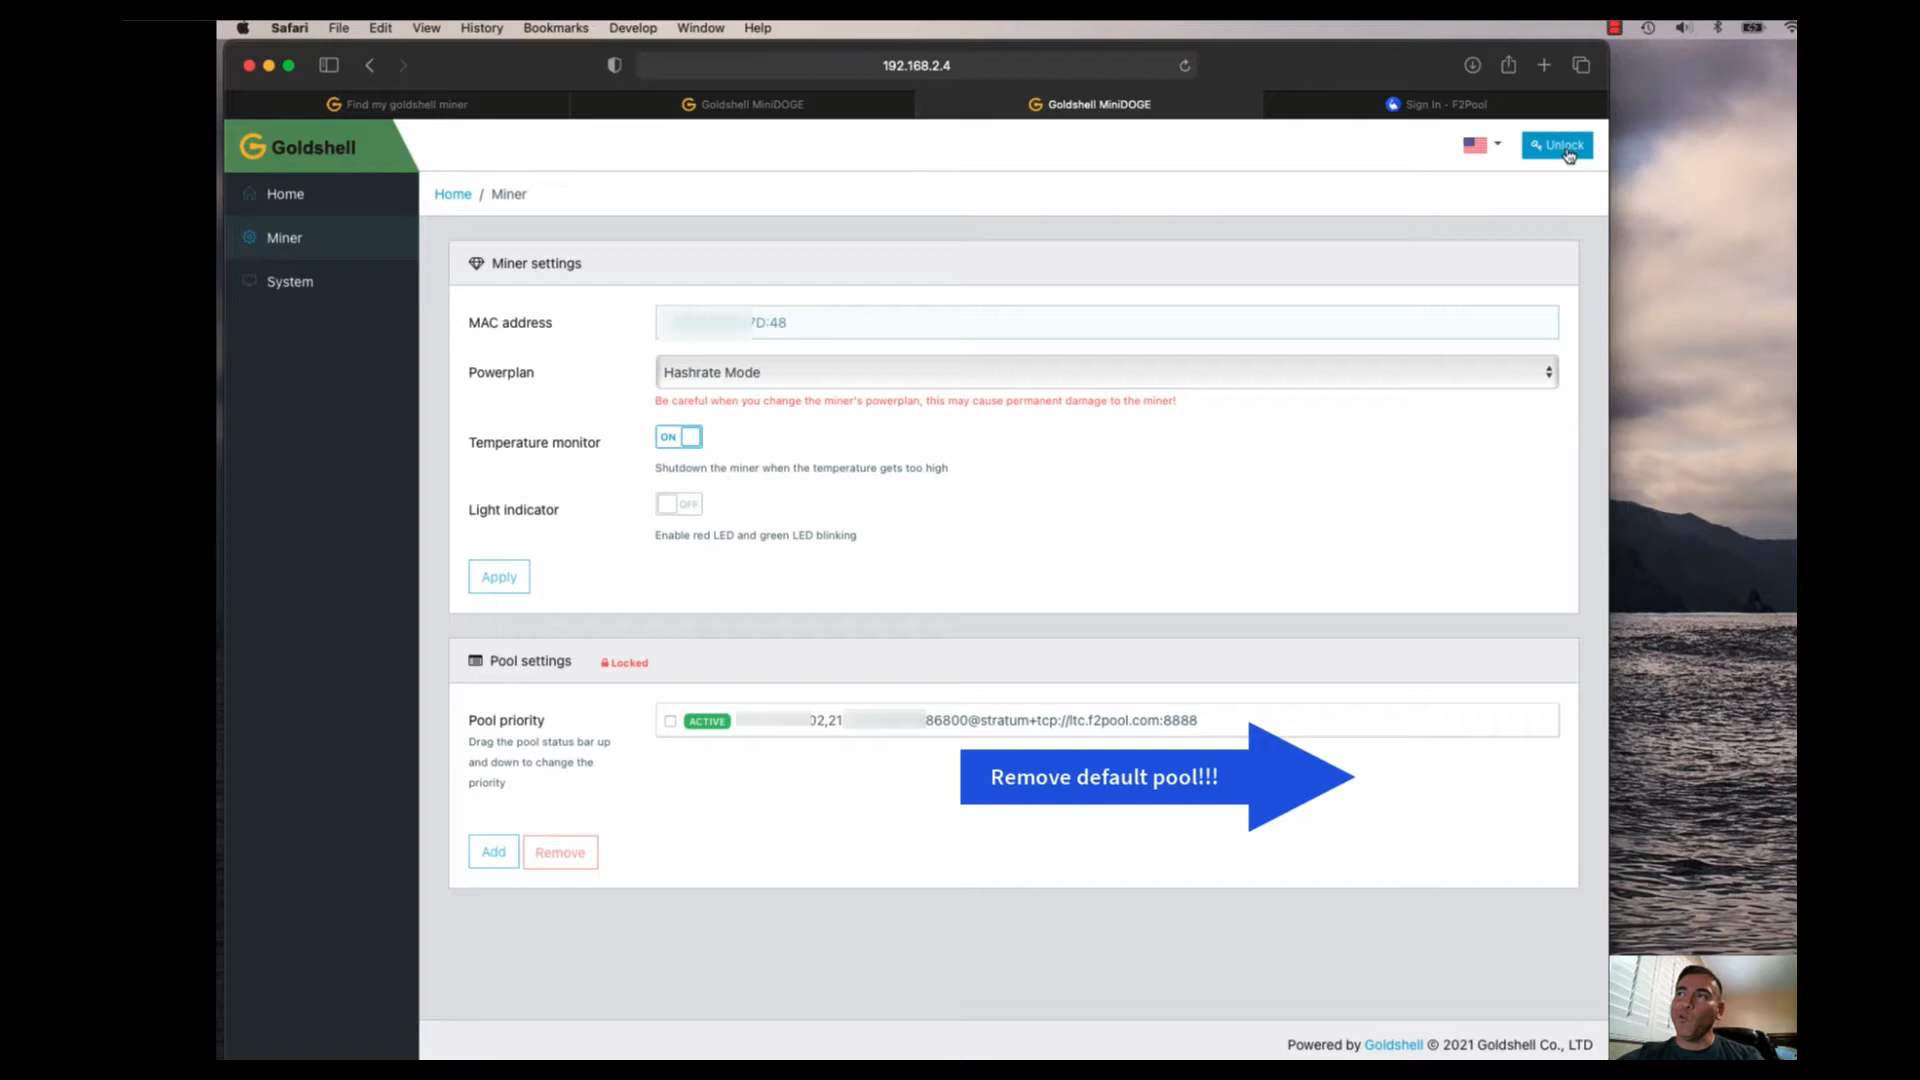 Safari File Edit View History Bookmarks Develop Window Help
192.168.2.4
Find my goldshell miner
Goldshell MiniDOGE
Goldshell MiniDOGE
Sign In - F2Pool
Goldshell
Unlock
Home
Miner
System
Home / Miner
Miner settings
MAC address
7D:48
Powerplan
Hashrate Mode
Be careful when you change the miner's powerplan, this may cause permanent damage to the miner!
Temperature monitor
ON
Shutdown the miner when the temperature gets too high
Light indicator
OFF
Enable red LED and green LED blinking
Apply
Pool settings
Locked
Pool priority
Drag the pool status bar up
and down to change the
priority
ACTIVE
02,21 86800@stratum+tcp://ltc.f2pool.com:8888
Remove default pool!!!
Add
Remove
Powered by Goldshell © 2021 Goldshell Co., LTD